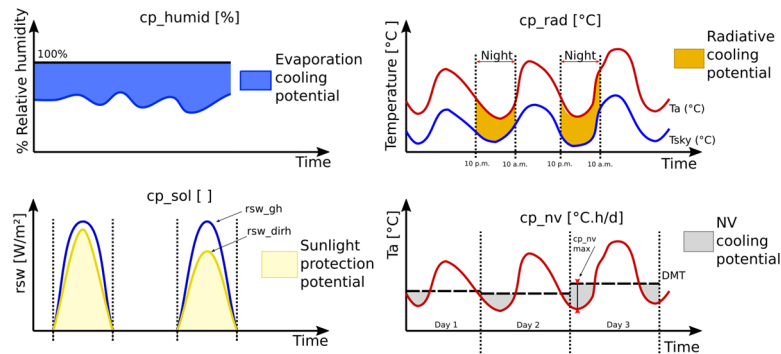 cp_humid [%]
% Relative humidity
100%
Evaporation
cooling
potential
Time
cp_rad [°C]
Temperature [°C]
Night
Night
Radiative
cooling
potential
Ta (°C)
Tsky (°C)
10 p.m.
10 a.m.
10 p.m.
10 a.m.
Time
cp_sol [ ]
rsw [W/m²]
rsw_gh
rsw_dirh
Sunlight
protection
potential
Time
cp_nv [°C.h/d]
Ta [°C]
cp_nv
max
NV
cooling
potential
DMT
Day 1
Day 2
Day 3
Time